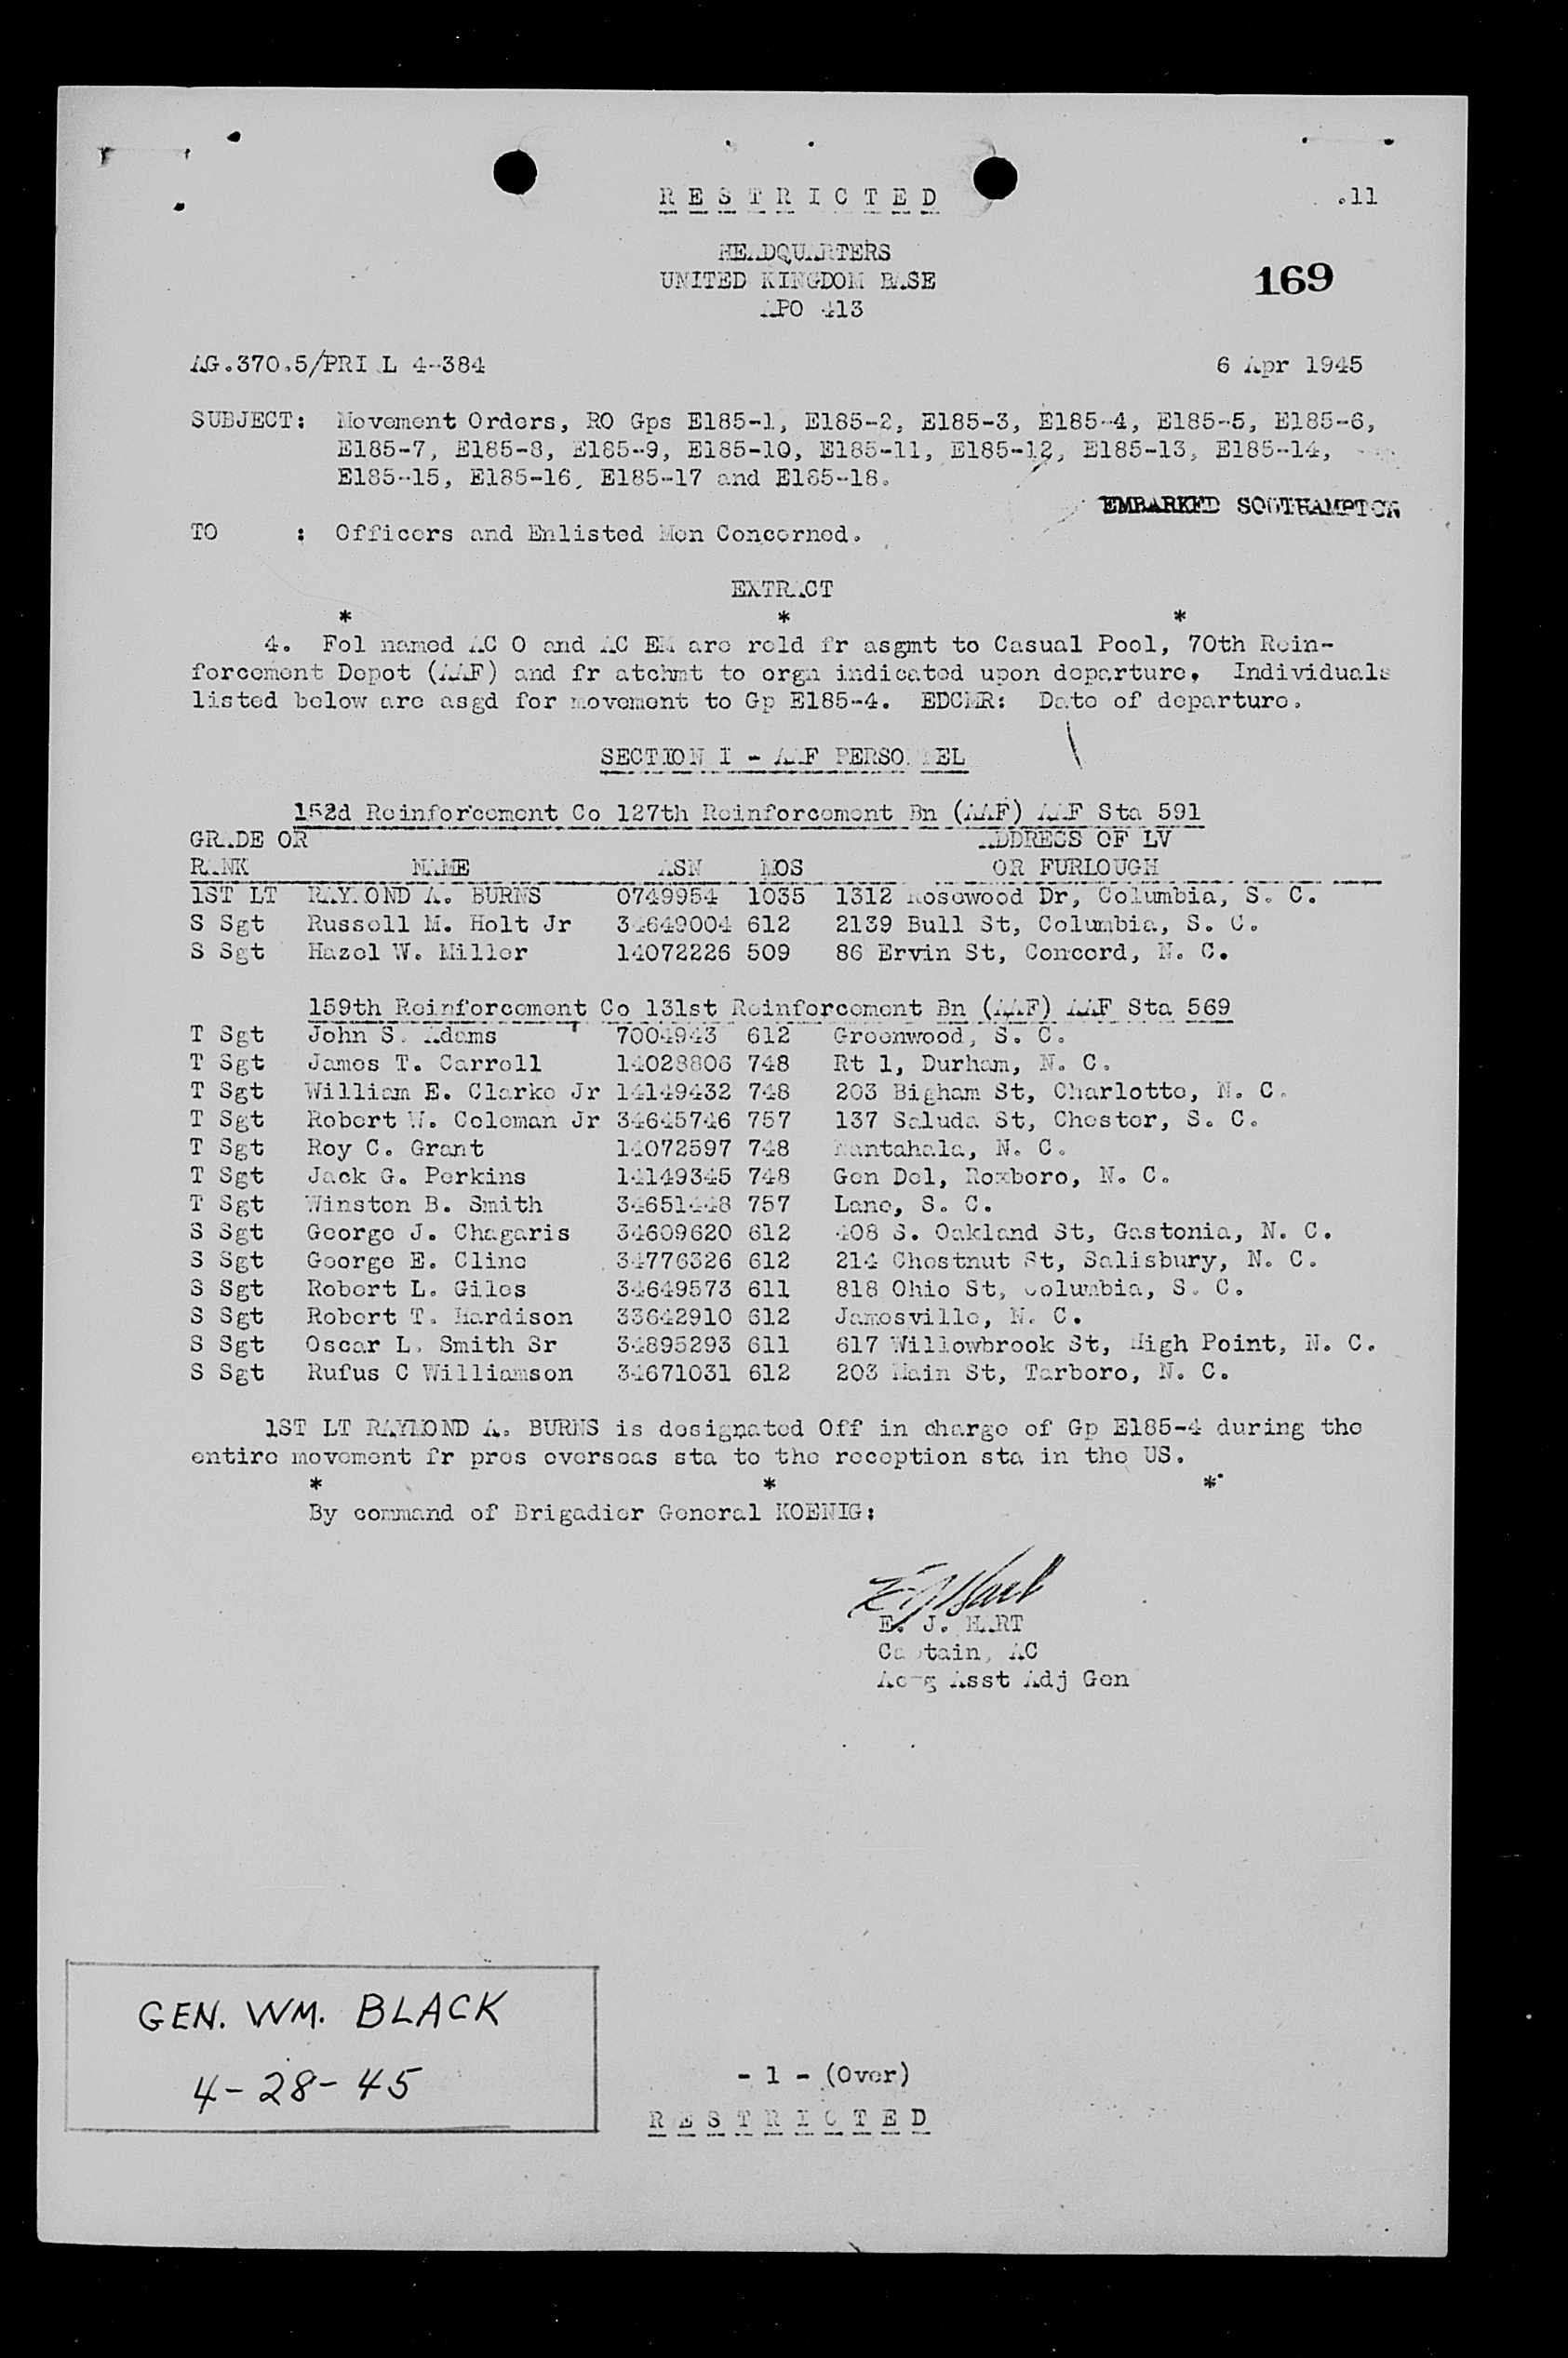 R E S T R I C T E D
.11
HEADQUARTERS
UNITED KINGDOM BASE
APO 413
169
AG.370.5/PRI L 4-384 6 Apr 1945
SUBJECT: Movement Orders, RO Gps E185-1, E185-2, E185-3, E185-4, E185-5, E185-6,
E185-7, E185-8, E185-9, E185-10, E185-11, E185-12, E185-13, E185-14,
E185-15, E185-16, E185-17 and E185-18.
EMBARKED SOUTHAMPTON
TO : Officers and Enlisted Men Concerned.
EXTRACT
* * *
4. Fol named AC O and AC EM are reld fr asgmt to Casual Pool, 70th Rein-
forcement Depot (AAF) and fr atchmt to orgn indicated upon departure. Individuals
listed below are asgd for movement to Gp E185-4. EDCMR: Date of departure.
SECTION I - AAF PERSONNEL
152d Reinforcement Co 127th Reinforcement Bn (AAF) AAF Sta 591
GRADE OR ADDRESS OF LV
RANK NAME ASN MOS OR FURLOUGH
1ST LT RAYMOND A. BURNS 0749954 1035 1312 Rosewood Dr, Columbia, S. C.
S Sgt Russell M. Holt Jr 34649004 612 2139 Bull St, Columbia, S. C.
S Sgt Hazel W. Miller 14072226 509 86 Ervin St, Concord, N. C.
159th Reinforcement Co 131st Reinforcement Bn (AAF) AAF Sta 569
T Sgt John S. Adams 7004943 612 Greenwood, S. C.
T Sgt James T. Carroll 14028806 748 Rt 1, Durham, N. C.
T Sgt William E. Clarke Jr 14149432 748 203 Bigham St, Charlotte, N. C.
T Sgt Robert W. Coleman Jr 34645746 757 137 Saluda St, Chester, S. C.
T Sgt Roy C. Grant 14072597 748 Nantahala, N. C.
T Sgt Jack G. Perkins 14149345 748 Gen Del, Roxboro, N. C.
T Sgt Winston B. Smith 34651448 757 Lane, S. C.
S Sgt George J. Chagaris 34609620 612 408 S. Oakland St, Gastonia, N. C.
S Sgt George E. Cline 34776326 612 214 Chestnut St, Salisbury, N. C.
S Sgt Robert L. Giles 34649573 611 818 Ohio St, Columbia, S. C.
S Sgt Robert T. Hardison 33642910 612 Jamesville, N. C.
S Sgt Oscar L. Smith Sr 34895293 611 617 Willowbrook St, High Point, N. C.
S Sgt Rufus C Williamson 34671031 612 203 Main St, Tarboro, N. C.
1ST LT RAYMOND A. BURNS is designated Off in charge of Gp E185-4 during the
entire movement fr pres overseas sta to the reception sta in the US.
* * *
By command of Brigadier General KOENIG:
E J Hart
E. J. HART
Captain, AC
Actg Asst Adj Gen
GEN. WM. BLACK
4-28-45
- 1 - (Over)
R E S T R I C T E D